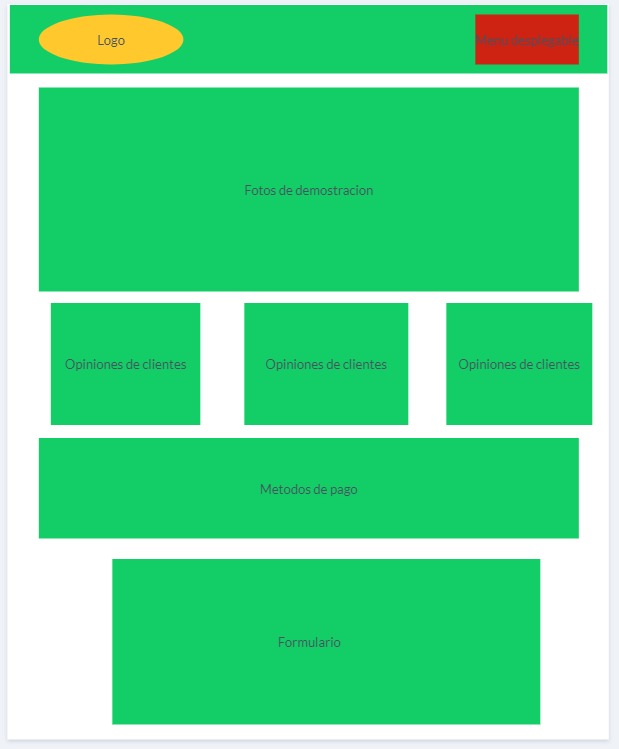 Logo
Menu desplegable
Fotos de demostracion
Opiniones de clientes
Opiniones de clientes
Opiniones de clientes
Metodos de pago
Formulario